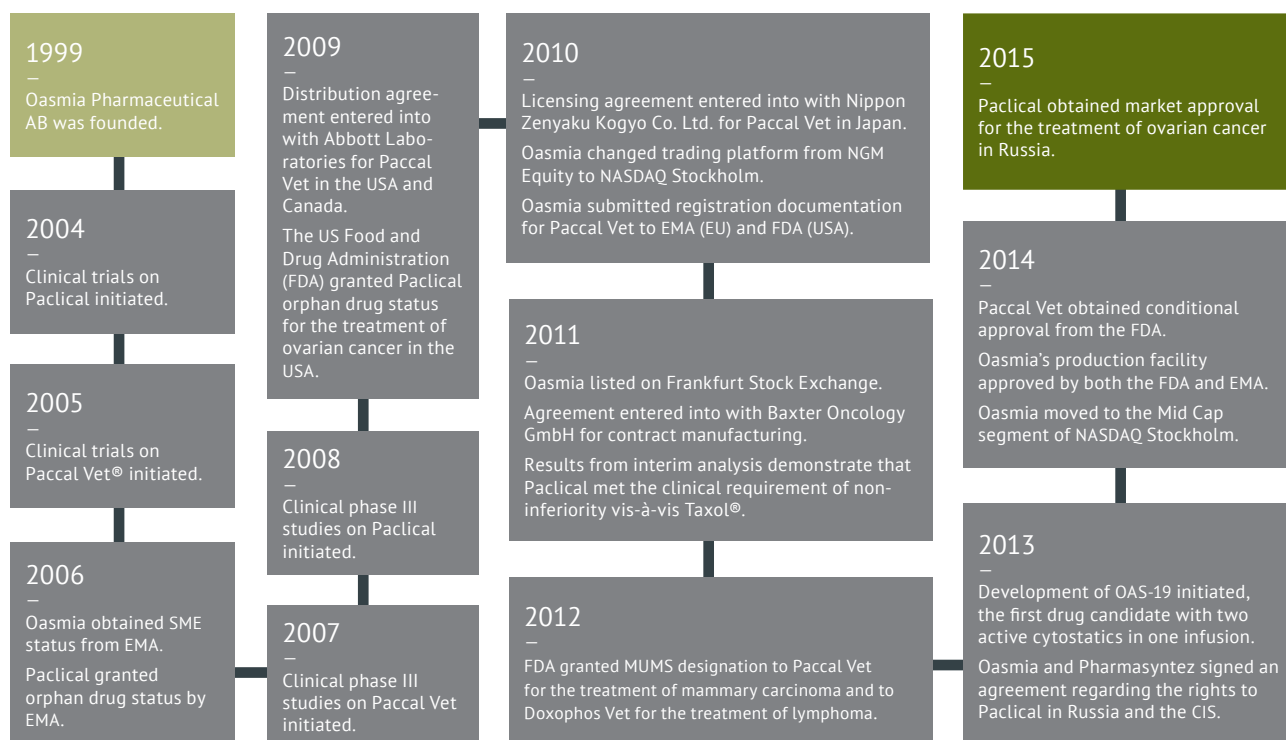 1999
—
Oasmia Pharmaceutical
AB was founded.
2004
—
Clinical trials on
Paclical initiated.
2005
—
Clinical trials on
Paccal Vet® initiated.
2006
—
Oasmia obtained SME
status from EMA.
Paclical granted
orphan drug status by
EMA.
2007
—
Clinical phase III
studies on Paccal Vet
initiated.
2008
—
Clinical phase III
studies on Paclical
initiated.
2009
—
Distribution agree-
ment entered into
with Abbott Labo-
ratories for Paccal
Vet in the USA and
Canada.
The US Food and
Drug Administration
(FDA) granted Paclical
orphan drug status
for the treatment of
ovarian cancer in the
USA.
2010
—
Licensing agreement entered into with Nippon
Zenyaku Kogyo Co. Ltd. for Paccal Vet in Japan.
Oasmia changed trading platform from NGM
Equity to NASDAQ Stockholm.
Oasmia submitted registration documentation
for Paccal Vet to EMA (EU) and FDA (USA).
2011
—
Oasmia listed on Frankfurt Stock Exchange.
Agreement entered into with Baxter Oncology
GmbH for contract manufacturing.
Results from interim analysis demonstrate that
Paclical met the clinical requirement of non-
inferiority vis-à-vis Taxol®.
2012
—
FDA granted MUMS designation to Paccal Vet
for the treatment of mammary carcinoma and to
Doxophos Vet for the treatment of lymphoma.
2013
—
Development of OAS-19 initiated,
the first drug candidate with two
active cytostatics in one infusion.
Oasmia and Pharmasyntez signed an
agreement regarding the rights to
Paclical in Russia and the CIS.
2014
—
Paccal Vet obtained conditional
approval from the FDA.
Oasmia's production facility
approved by both the FDA and EMA.
Oasmia moved to the Mid Cap
segment of NASDAQ Stockholm.
2015
—
Paclical obtained market approval
for the treatment of ovarian cancer
in Russia.